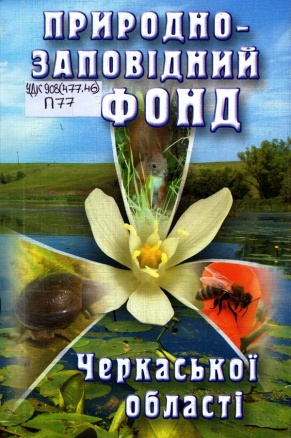 ПРИРОДНО-
ЗАПОВІДНИЙ
УДК 908(477.46)
П77
ФОНД
Черкаської
області